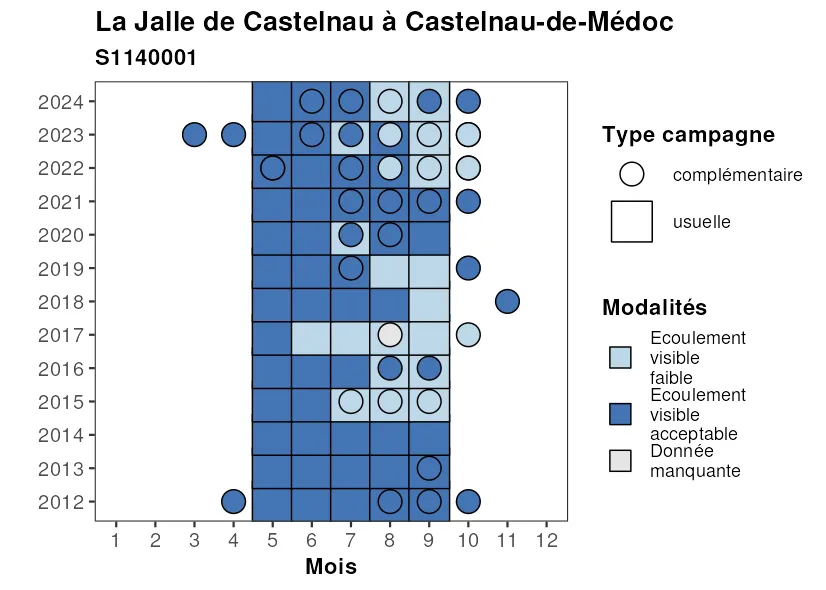 La Jalle de Castelnau à Castelnau-de-Médoc
S1140001
2024
2023
2022
2021
2020
2019
2018
2017
2016
2015
2014
2013
2012
1 2 3 4 5 6 7 8 9 10 11 12
Mois
Type campagne
complémentaire
usuelle
Modalités
Ecoulement
visible
faible
Ecoulement
visible
acceptable
Donnée
manquante